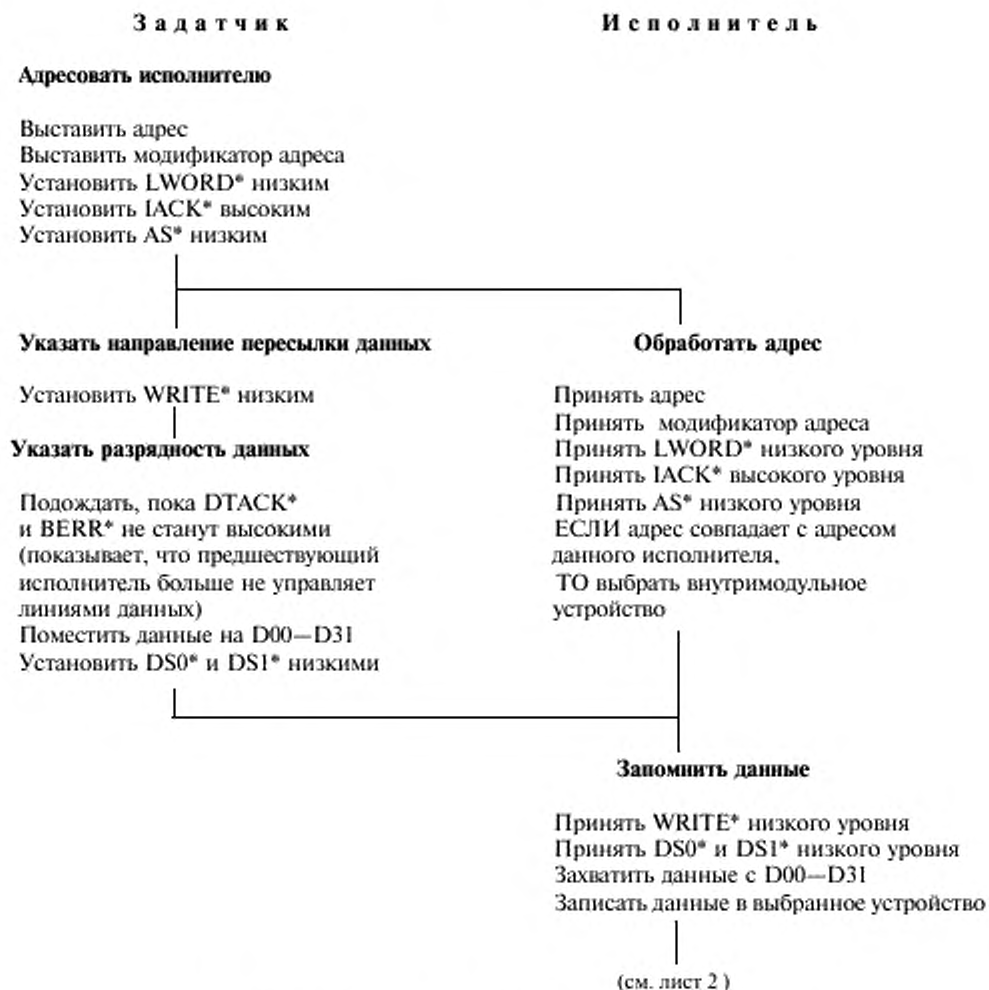 Задатчик
Исполнитель
Адресовать исполнителю
Выставить адрес
Выставить модификатор адреса
Установить LWORD* низким
Установить IACK* высоким
Установить AS* низким
Указать направление пересылки данных
Установить WRITE* низким
Указать разрядность данных
Подождать, пока DTACK*
и BERR* не станут высокими
(показывает, что предшествующий
исполнитель больше не управляет
линиями данных)
Поместить данные на D00—D31
Установить DS0* и DS1* низкими
Обработать адрес
Принять адрес
Принять модификатор адреса
Принять LWORD* низкого уровня
Принять IACK* высокого уровня
Принять AS* низкого уровня
ЕСЛИ адрес совпадает с адресом
данного исполнителя,
ТО выбрать внутримодульное
устройство
Запомнить данные
Принять WRITE* низкого уровня
Принять DS0* и DS1* низкого уровня
Захватить данные с D00—D31
Записать данные в выбранное устройство
(см. лист 2 )